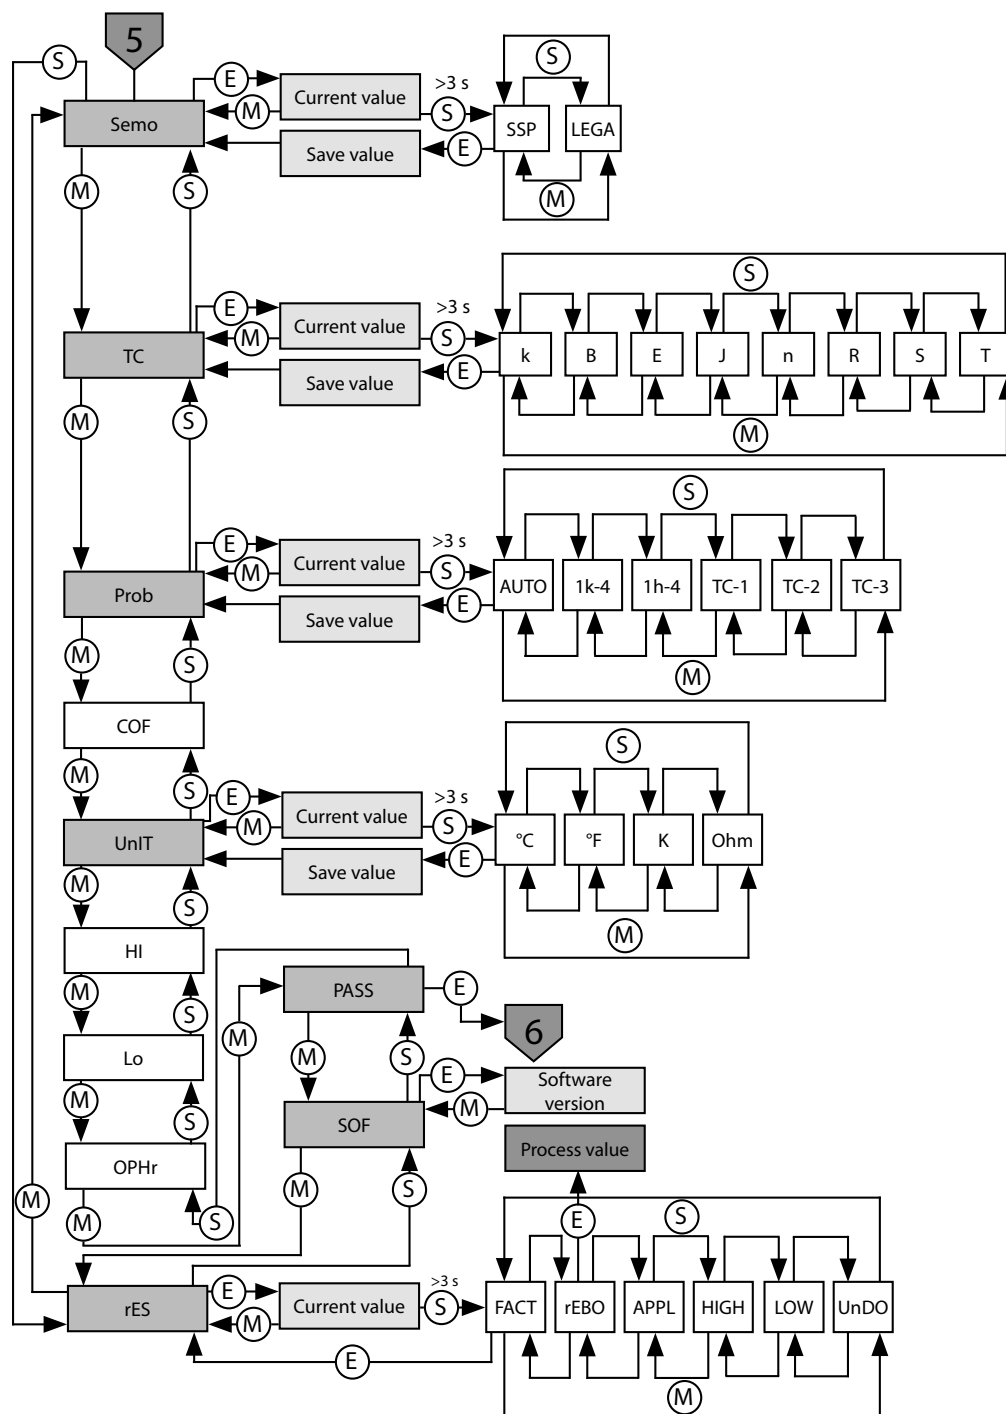 5
S
E
Current value
>3 s
S
M
Semo
Save value
E
SSP
LEGA
S
M
M
S
E
Current value
>3 s
S
M
TC
Save value
E
S
k
B
E
J
n
R
S
T
M
M
S
E
Current value
>3 s
S
M
Prob
Save value
E
S
AUTO
1k-4
1h-4
TC-1
TC-2
TC-3
M
M
S
COF
M
S
E
Current value
>3 s
S
M
UnIT
Save value
E
S
°C
°F
K
Ohm
M
M
S
HI
M
S
M
PASS
E
6
Lo
M
S
E
Software
version
M
SOF
M
S
OPHr
Process value
M
M
S
M
S
E
S
rES
E
Current value
>3 s
S
M
FACT
rEBO
APPL
HIGH
LOW
UnDO
E
M